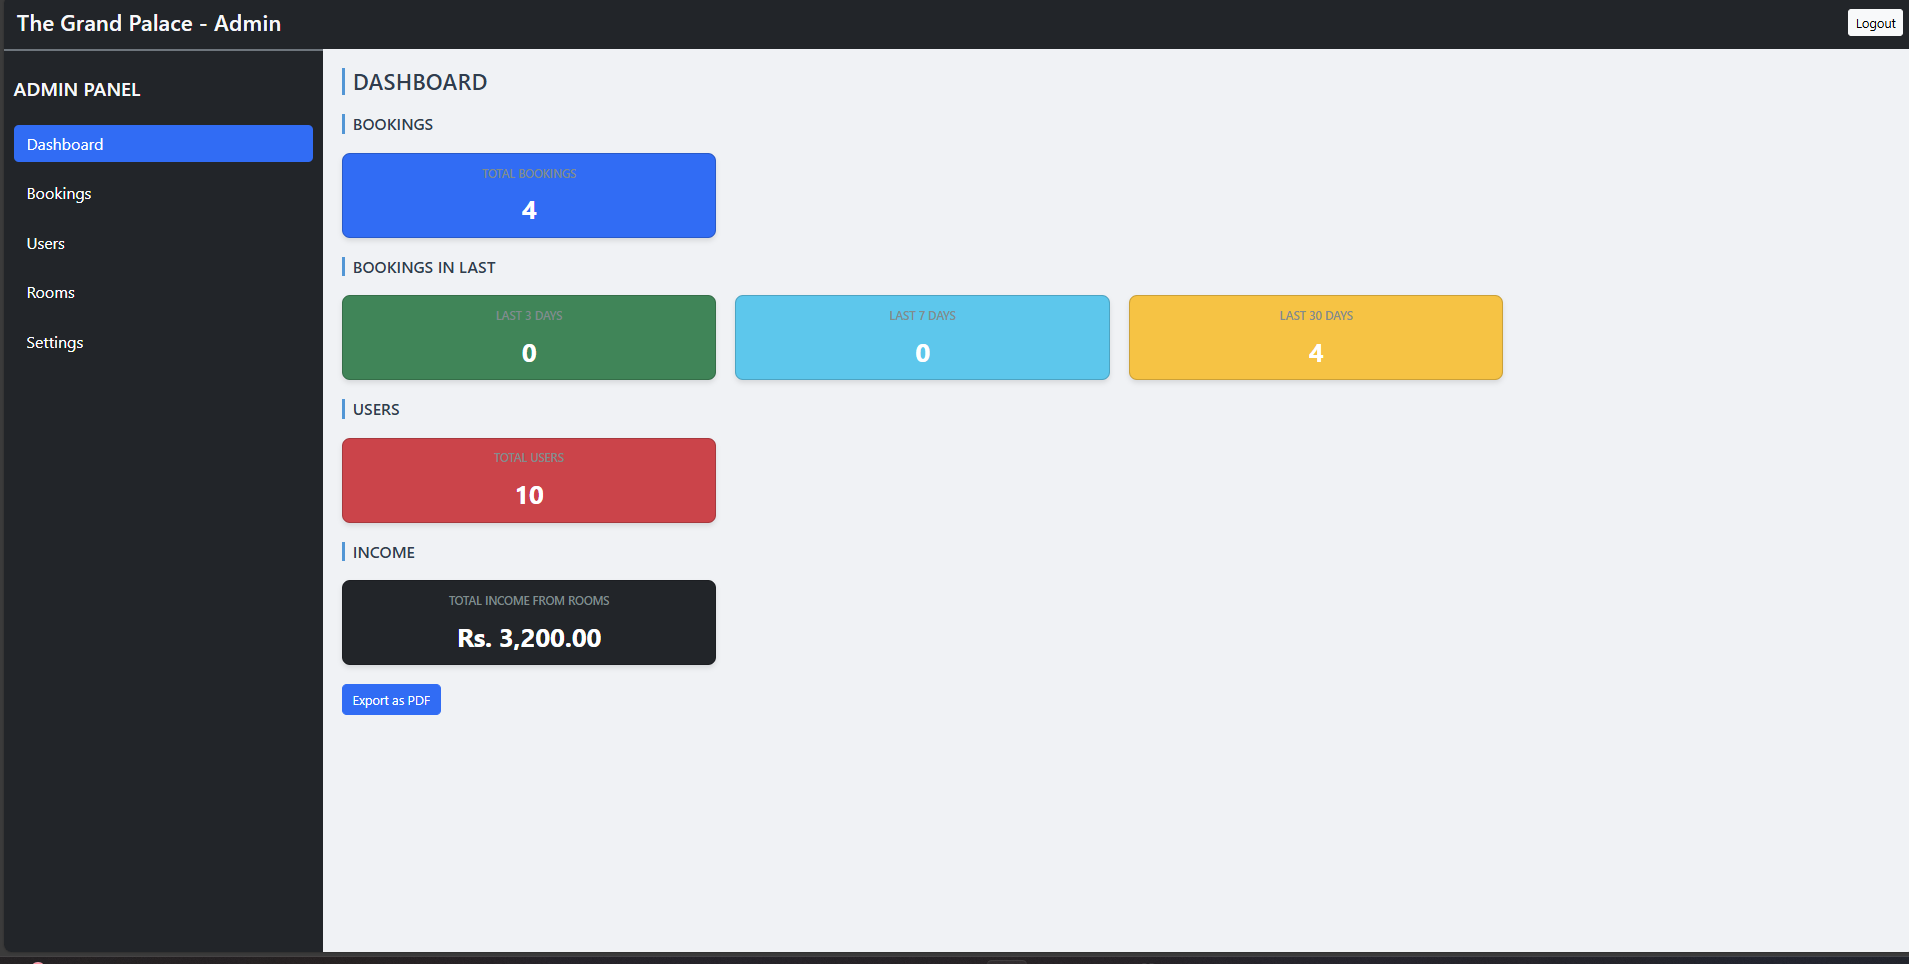 The Grand Palace - Admin
Logout
ADMIN PANEL
Dashboard
Bookings
Users
Rooms
Settings
DASHBOARD
BOOKINGS
TOTAL BOOKINGS
4
BOOKINGS IN LAST
LAST 3 DAYS
0
LAST 7 DAYS
0
LAST 30 DAYS
4
USERS
TOTAL USERS
10
INCOME
TOTAL INCOME FROM ROOMS
Rs. 3,200.00
Export as PDF